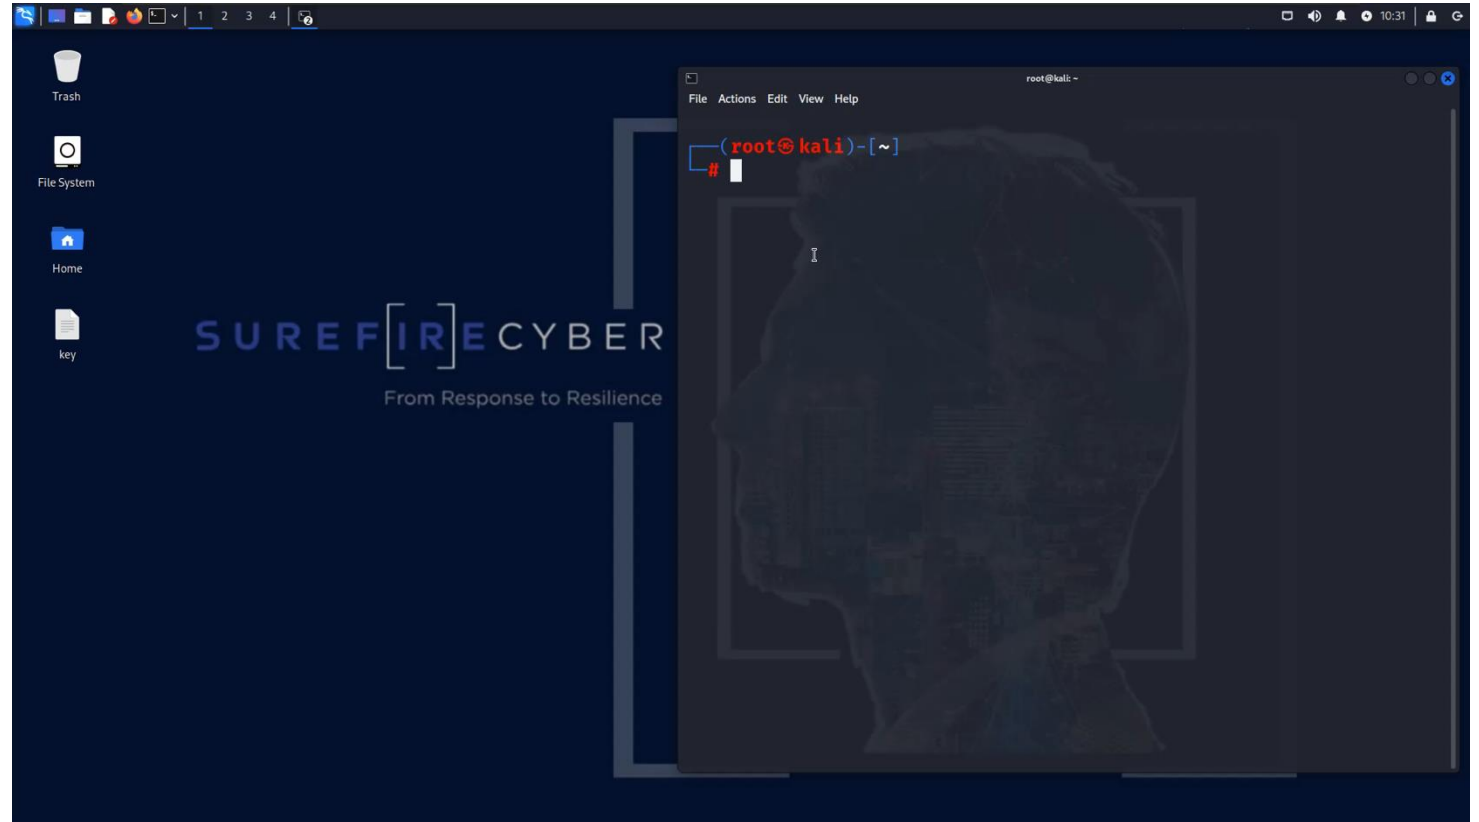 1 2 3 4 2 10:31
Trash
root@kali: ~
File Actions Edit View Help
┌──(root㉿kali)-[~]
└─#
File System
Home
SUREF[IR]ECYBER
key
From Response to Resilience